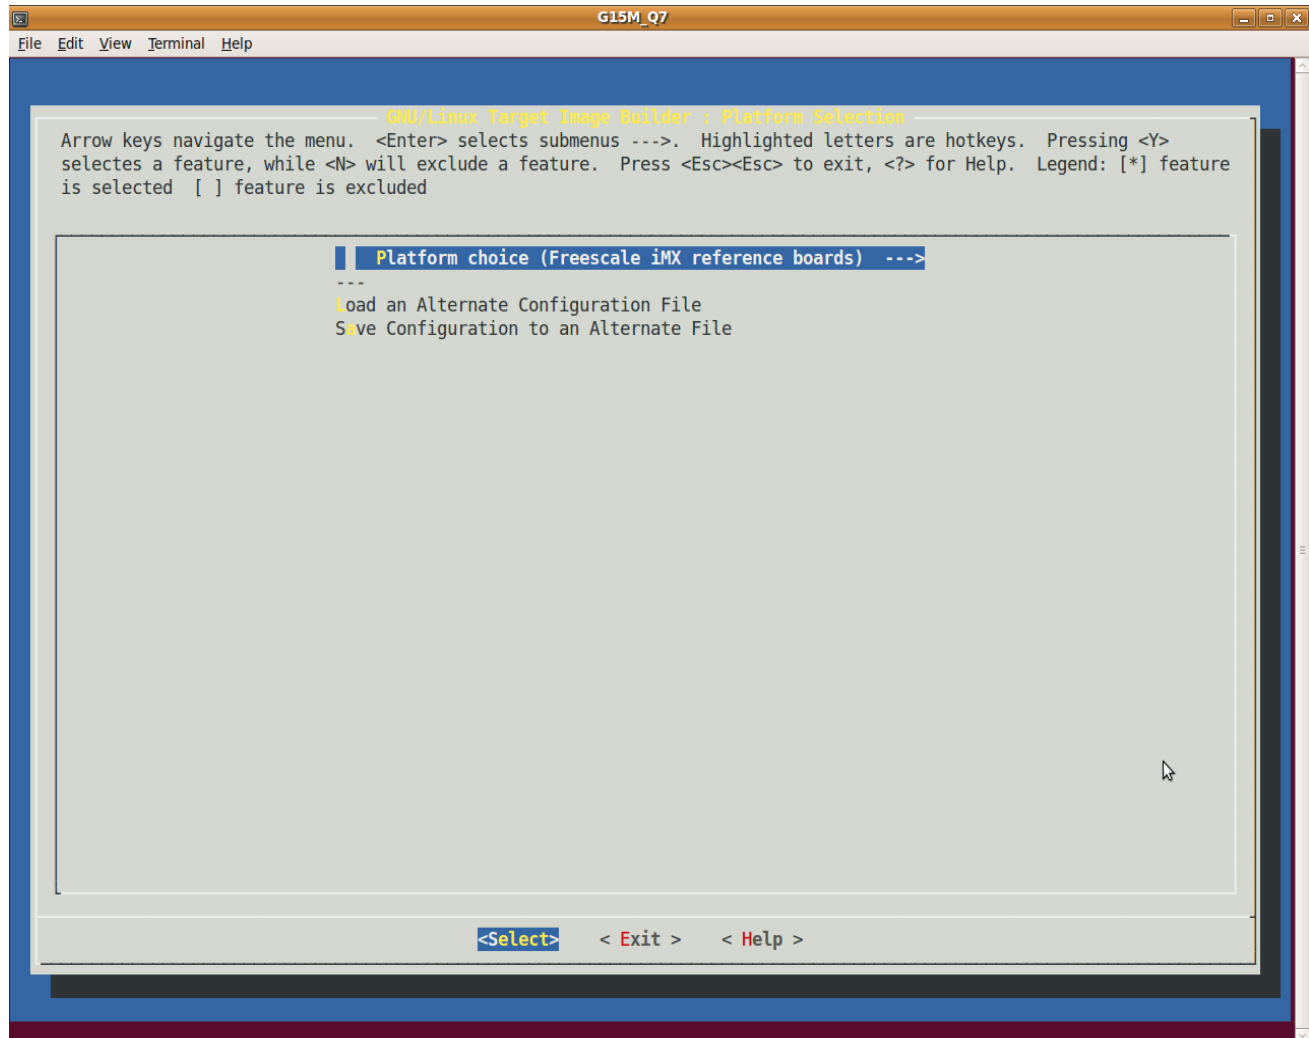 G15M_Q7
File Edit View Terminal Help
GNU/Linux Target Image Builder : Platform Selection
Arrow keys navigate the menu. <Enter> selects submenus --->. Highlighted letters are hotkeys. Pressing <Y>
selectes a feature, while <N> will exclude a feature. Press <Esc><Esc> to exit, <?> for Help. Legend: [*] feature
is selected [ ] feature is excluded
Platform choice (Freescale iMX reference boards) --->
---
Load an Alternate Configuration File
Save Configuration to an Alternate File
<Select> < Exit > < Help >